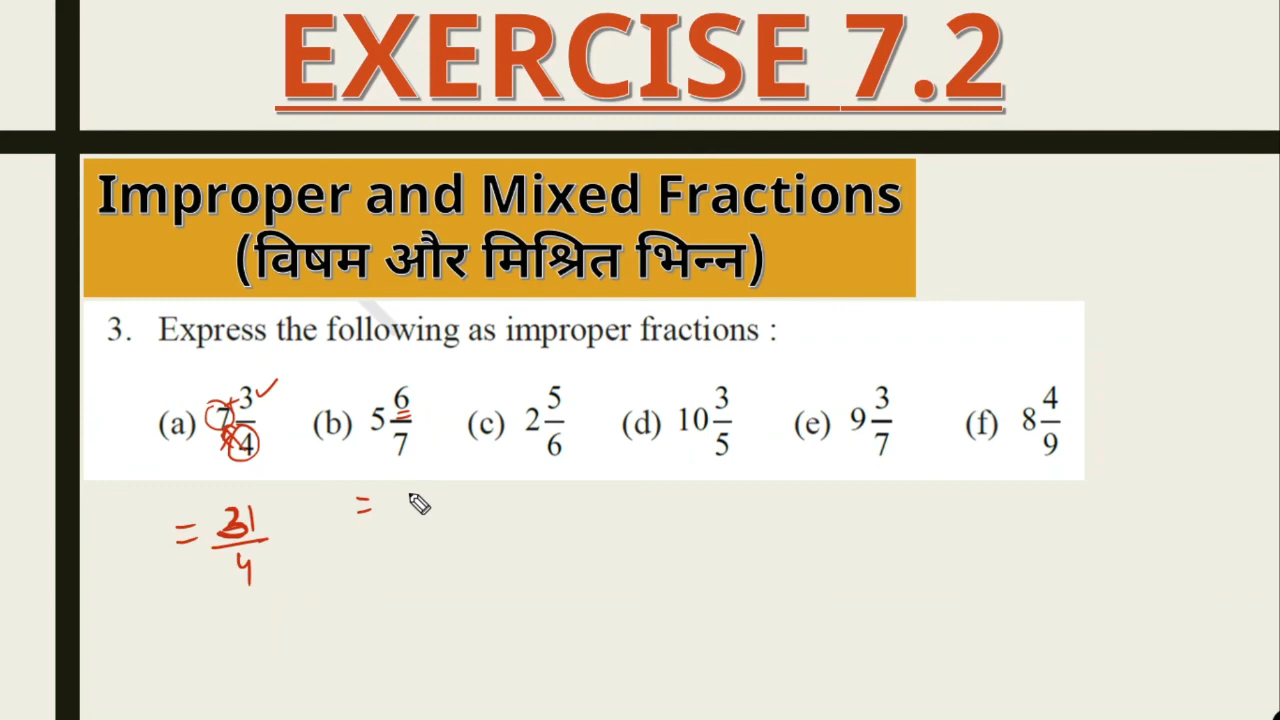 EXERCISE 7.2
Improper and Mixed Fractions
(विषम और मिश्रित भिन्न)
3. Express the following as improper fractions :
(a) 7 3/4 (b) 5 6/7 (c) 2 5/6 (d) 10 3/5 (e) 9 3/7 (f) 8 4/9
= 31/4 =